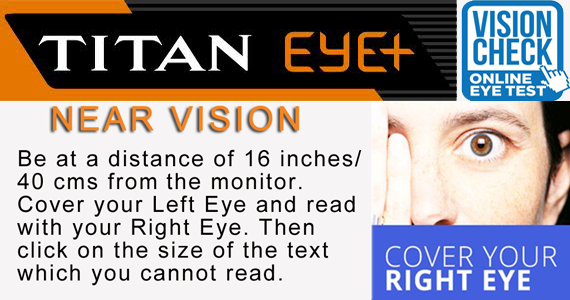 TITAN EYE+
VISION
CHECK
ONLINE
EYE TEST
NEAR VISION
Be at a distance of 16 inches/
40 cms from the monitor.
Cover your Left Eye and read
with your Right Eye. Then
click on the size of the text
which you cannot read.
COVER YOUR
RIGHT EYE